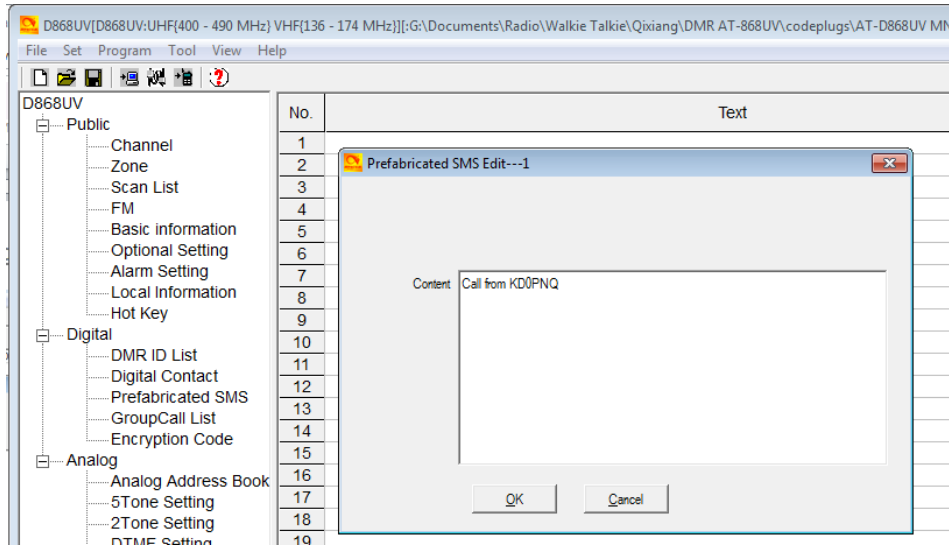 D868UV[D868UV:UHF{400 - 490 MHz} VHF{136 - 174 MHz}][:G:\Documents\Radio\Walkie Talkie\Qixiang\DMR AT-868UV\codeplugs\AT-D868UV MN
File Set Program Tool View Help
D868UV
Public
Channel
Zone
Scan List
FM
Basic information
Optional Setting
Alarm Setting
Local Information
Hot Key
Digital
DMR ID List
Digital Contact
Prefabricated SMS
GroupCall List
Encryption Code
Analog
Analog Address Book
5Tone Setting
2Tone Setting
DTMF Setting
No. Text
1
2
3
4
5
6
7
8
9
10
11
12
13
14
15
16
17
18
19
Prefabricated SMS Edit---1
Content Call from KD0PNQ
OK Cancel